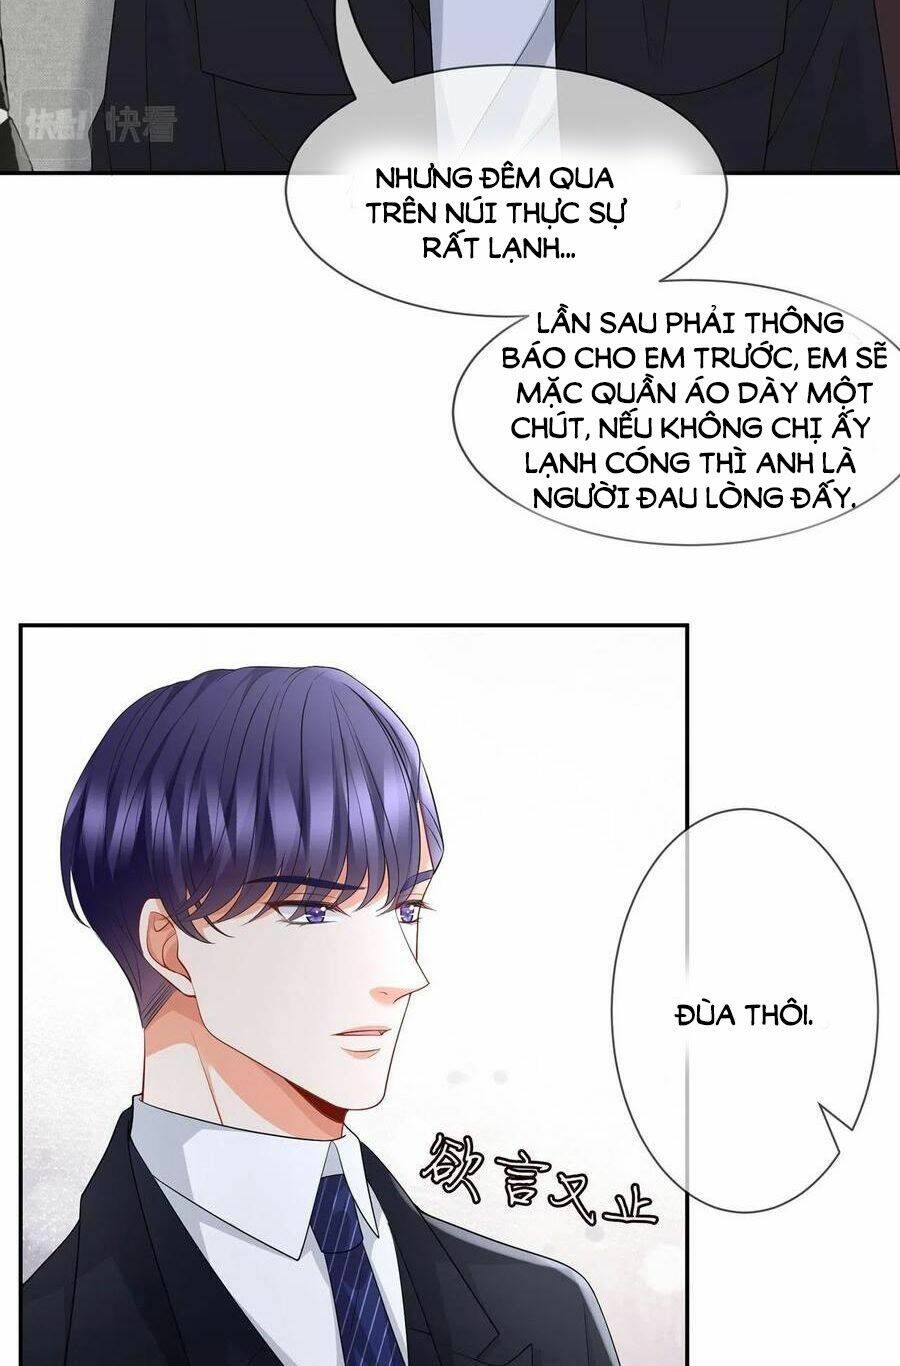 快看! 快看
NHƯNG ĐÊM QUA
TRÊN NÚI THỰC SỰ
RẤT LẠNH...
LẦN SAU PHẢI THÔNG
BÁO CHO EM TRƯỚC, EM SẼ
MẶC QUẦN ÁO DÀY MỘT
CHÚT, NẾU KHÔNG CHỊ ẤY
LẠNH CÓNG THÌ ANH LÀ
NGƯỜI ĐAU LÒNG ĐẤY.
ĐÙA THÔI.
欲言又止